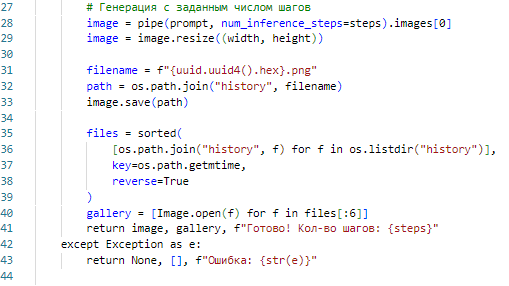 27 # Генерация с заданным числом шагов
28 image = pipe(prompt, num_inference_steps=steps).images[0]
29 image = image.resize((width, height))
30
31 filename = f"{uuid.uuid4().hex}.png"
32 path = os.path.join("history", filename)
33 image.save(path)
34
35 files = sorted(
36 [os.path.join("history", f) for f in os.listdir("history")],
37 key=os.path.getmtime,
38 reverse=True
39 )
40 gallery = [Image.open(f) for f in files[:6]]
41 return image, gallery, f"Готово! Кол-во шагов: {steps}"
42 except Exception as e:
43 return None, [], f"Ошибка: {str(e)}"
44